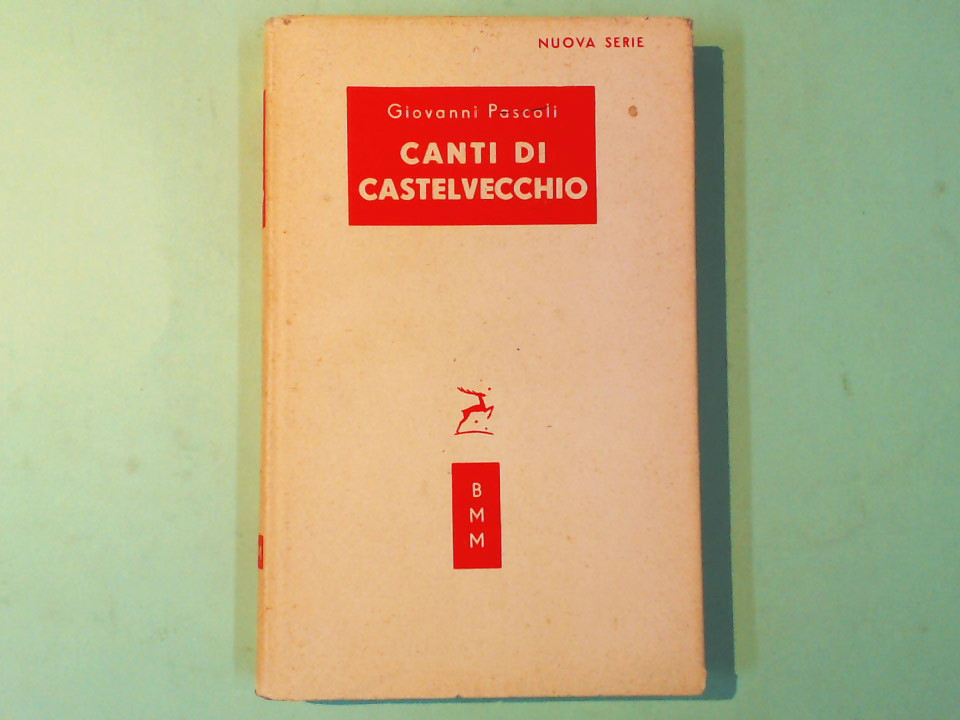 NUOVA SERIE
Giovanni Pascoli
CANTI DI
CASTELVECCHIO
B
M
M